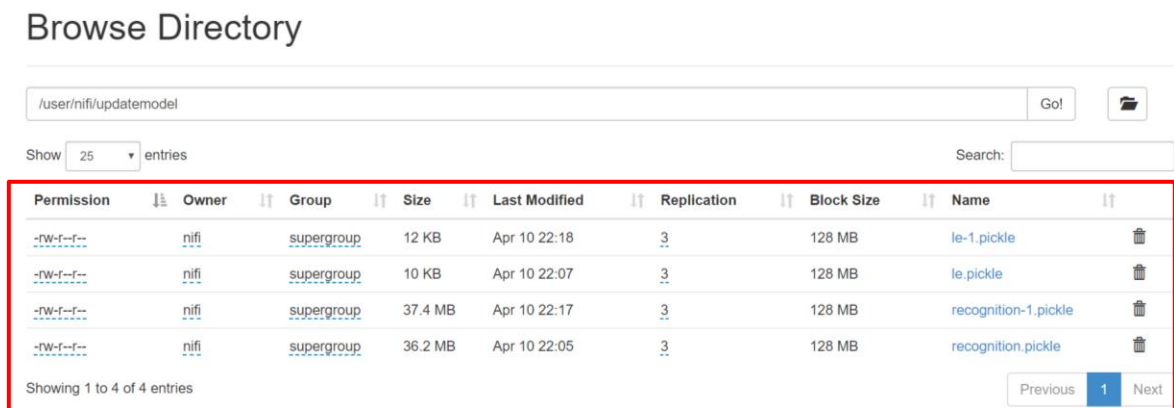 Browse Directory
/user/nifi/updatemodel Go!
Show 25 entries Search:
Permission Owner Group Size Last Modified Replication Block Size Name
-rw-r--r-- nifi supergroup 12 KB Apr 10 22:18 3 128 MB le-1.pickle
-rw-r--r-- nifi supergroup 10 KB Apr 10 22:07 3 128 MB le.pickle
-rw-r--r-- nifi supergroup 37.4 MB Apr 10 22:17 3 128 MB recognition-1.pickle
-rw-r--r-- nifi supergroup 36.2 MB Apr 10 22:05 3 128 MB recognition.pickle
Showing 1 to 4 of 4 entries Previous 1 Next